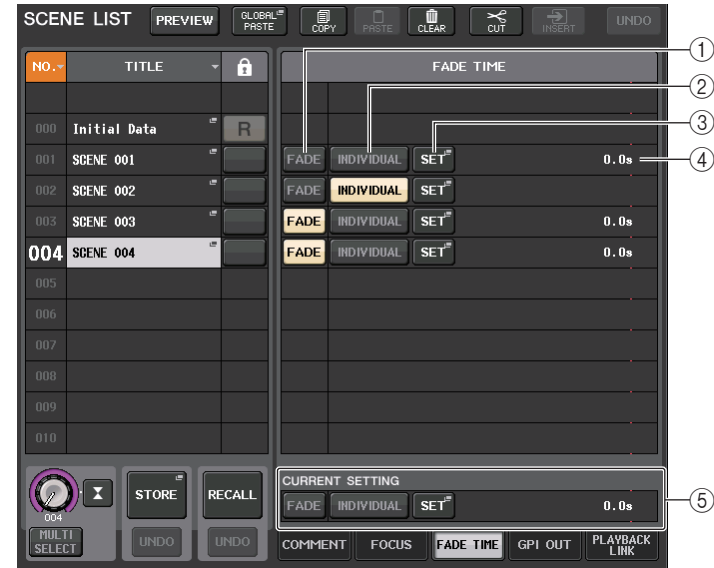 SCENE LIST PREVIEW GLOBAL PASTE COPY PASTE CLEAR CUT INSERT UNDO
NO. TITLE FADE TIME
000 Initial Data R
001 SCENE 001 FADE INDIVIDUAL SET 0.0s
002 SCENE 002 FADE INDIVIDUAL SET
003 SCENE 003 FADE INDIVIDUAL SET 0.0s
004 SCENE 004 FADE INDIVIDUAL SET 0.0s
005
006
007
008
009
010
① 
②
③
④
⑤
CURRENT SETTING
FADE INDIVIDUAL SET 0.0s
004
STORE RECALL
MULTI SELECT UNDO UNDO
COMMENT FOCUS FADE TIME GPI OUT PLAYBACK LINK